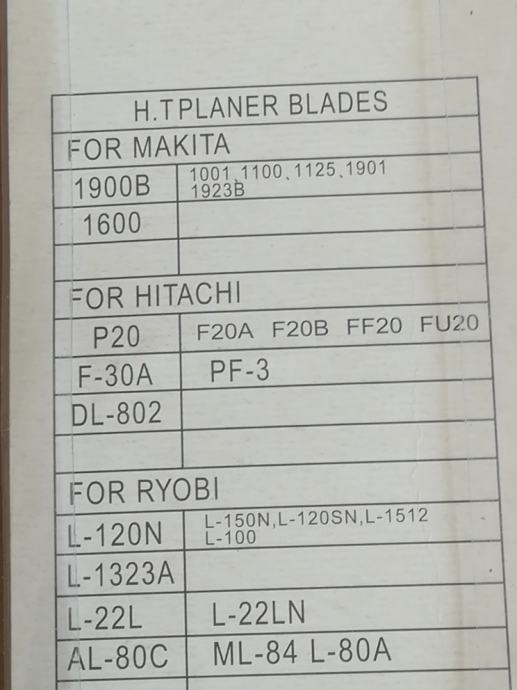 H.T PLANER BLADES
FOR MAKITA
1900B
1001、1100、1125、1901
1923B
1600
FOR HITACHI
P20 F20A F20B FF20 FU20
F-30A PF-3
DL-802
FOR RYOBI
L-120N
L-150N,L-120SN,L-1512
L-100
L-1323A
L-22L L-22LN
AL-80C ML-84 L-80A